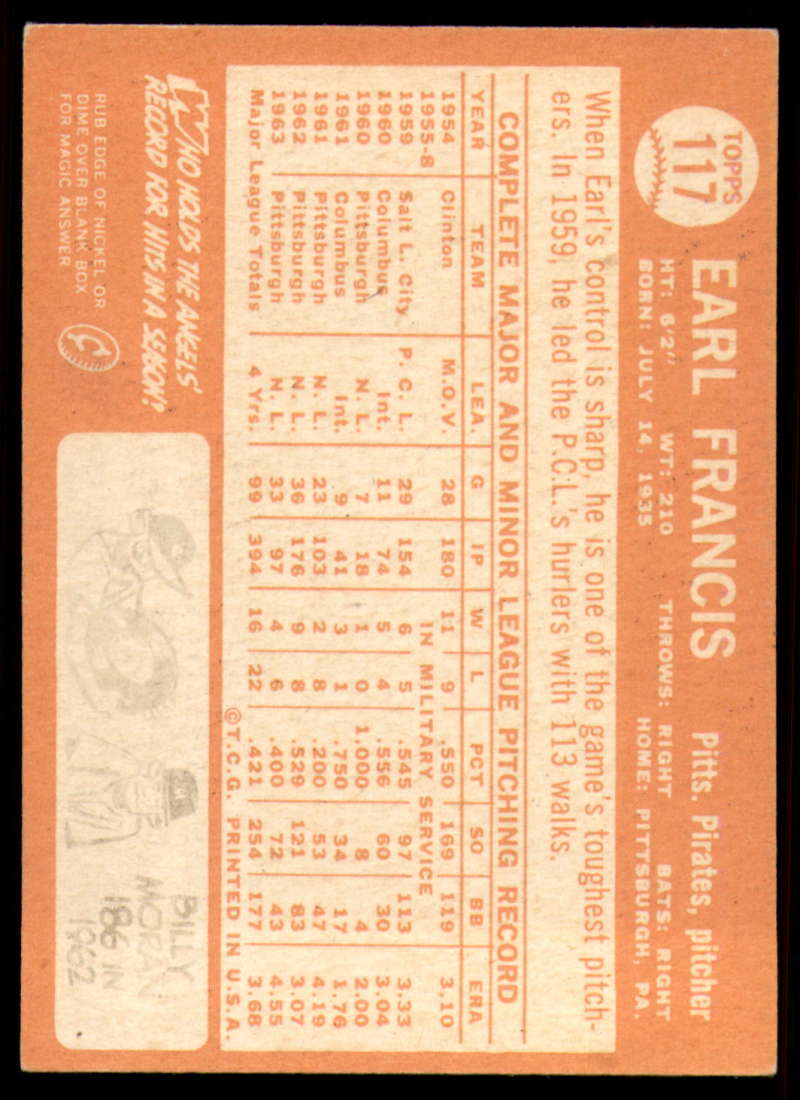 TOPPS
117
EARL FRANCIS
Pitts. Pirates, pitcher
HT: 6'2" WT: 210 THROWS: RIGHT BATS: RIGHT
BORN: JULY 14, 1935 HOME: PITTSBURGH, PA.
When Earl's control is sharp, he is one of the game's toughest pitch-
ers. In 1959, he led the P.C.L.'s hurlers with 113 walks.
COMPLETE MAJOR AND MINOR LEAGUE PITCHING RECORD
YEAR TEAM LEA. G IP W L PCT SO BB ERA
1954 Clinton M.O.V. 28 180 11 9 .550 169 119 3.10
1955-8 IN MILITARY SERVICE
1959 Salt L. City P. C. L. 29 154 6 5 .545 97 113 3.33
1960 Columbus Int. 11 74 5 4 .556 60 30 3.04
1960 Pittsburgh N. L. 7 18 1 0 1.000 8 4 2.00
1961 Columbus Int. 9 41 3 1 .750 34 17 1.76
1961 Pittsburgh N. L. 23 103 2 8 .200 53 47 4.19
1962 Pittsburgh N. L. 36 176 9 8 .529 121 83 3.07
1963 Pittsburgh N. L. 33 97 4 6 .400 72 43 4.55
Major League Totals 4 Yrs. 99 394 16 22 .421 254 177 3.68
©T.C.G. PRINTED IN U.S.A.
WHO HOLDS THE ANGELS'
RECORD FOR HITS IN A SEASON?
RUB EDGE OF NICKEL OR
DIME OVER BLANK BOX
FOR MAGIC ANSWER
BILLY
MORAN
186 IN
1962